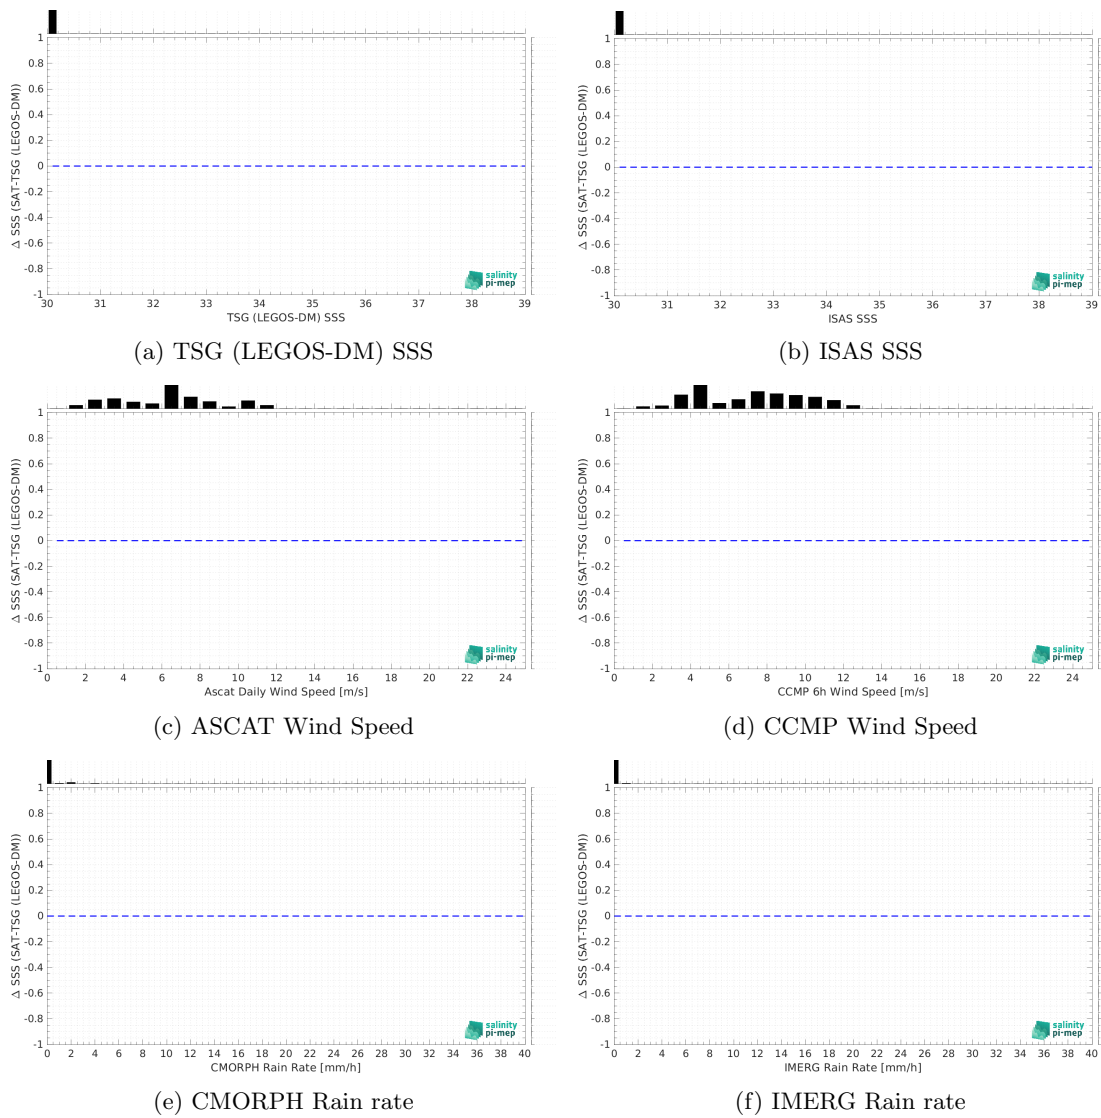 1
0.8
0.6
0.4
0.2
0
-0.2
-0.4
-0.6
-0.8
-1
Δ SSS (SAT-TSG (LEGOS-DM))
salinity
pi-mep
30 31 32 33 34 35 36 37 38 39
TSG (LEGOS-DM) SSS
(a) TSG (LEGOS-DM) SSS
1
0.8
0.6
0.4
0.2
0
-0.2
-0.4
-0.6
-0.8
-1
Δ SSS (SAT-TSG (LEGOS-DM))
salinity
pi-mep
30 31 32 33 34 35 36 37 38 39
ISAS SSS
(b) ISAS SSS
1
0.8
0.6
0.4
0.2
0
-0.2
-0.4
-0.6
-0.8
-1
Δ SSS (SAT-TSG (LEGOS-DM))
salinity
pi-mep
0 2 4 6 8 10 12 14 16 18 20 22 24
Ascat Daily Wind Speed [m/s]
(c) ASCAT Wind Speed
1
0.8
0.6
0.4
0.2
0
-0.2
-0.4
-0.6
-0.8
-1
Δ SSS (SAT-TSG (LEGOS-DM))
salinity
pi-mep
0 2 4 6 8 10 12 14 16 18 20 22 24
CCMP 6h Wind Speed [m/s]
(d) CCMP Wind Speed
1
0.8
0.6
0.4
0.2
0
-0.2
-0.4
-0.6
-0.8
-1
Δ SSS (SAT-TSG (LEGOS-DM))
salinity
pi-mep
0 2 4 6 8 10 12 14 16 18 20 22 24 26 28 30 32 34 36 38 40
CMORPH Rain Rate [mm/h]
(e) CMORPH Rain rate
1
0.8
0.6
0.4
0.2
0
-0.2
-0.4
-0.6
-0.8
-1
Δ SSS (SAT-TSG (LEGOS-DM))
salinity
pi-mep
0 2 4 6 8 10 12 14 16 18 20 22 24 26 28 30 32 34 36 38 40
IMERG Rain Rate [mm/h]
(f) IMERG Rain rate